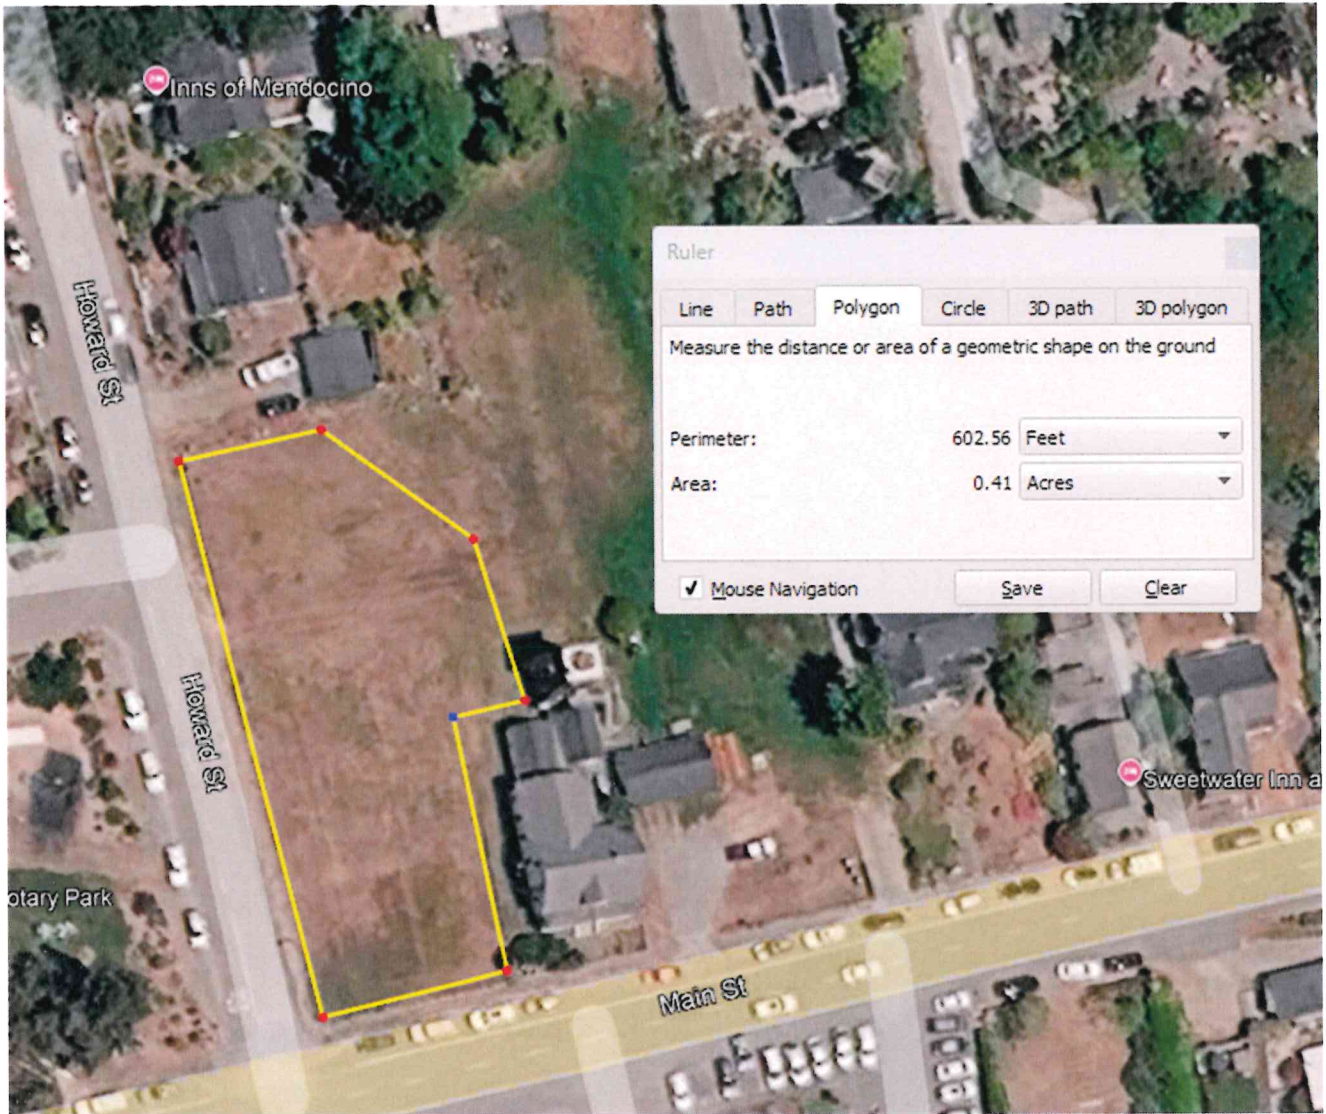 Inns of Mendocino
Howard St
Ruler
Line Path Polygon Circle 3D path 3D polygon
Measure the distance or area of a geometric shape on the ground
Perimeter: 602.56 Feet
Area: 0.41 Acres
Mouse Navigation Save Clear
Howard St
Sweetwater Inn a
otary Park
Main St